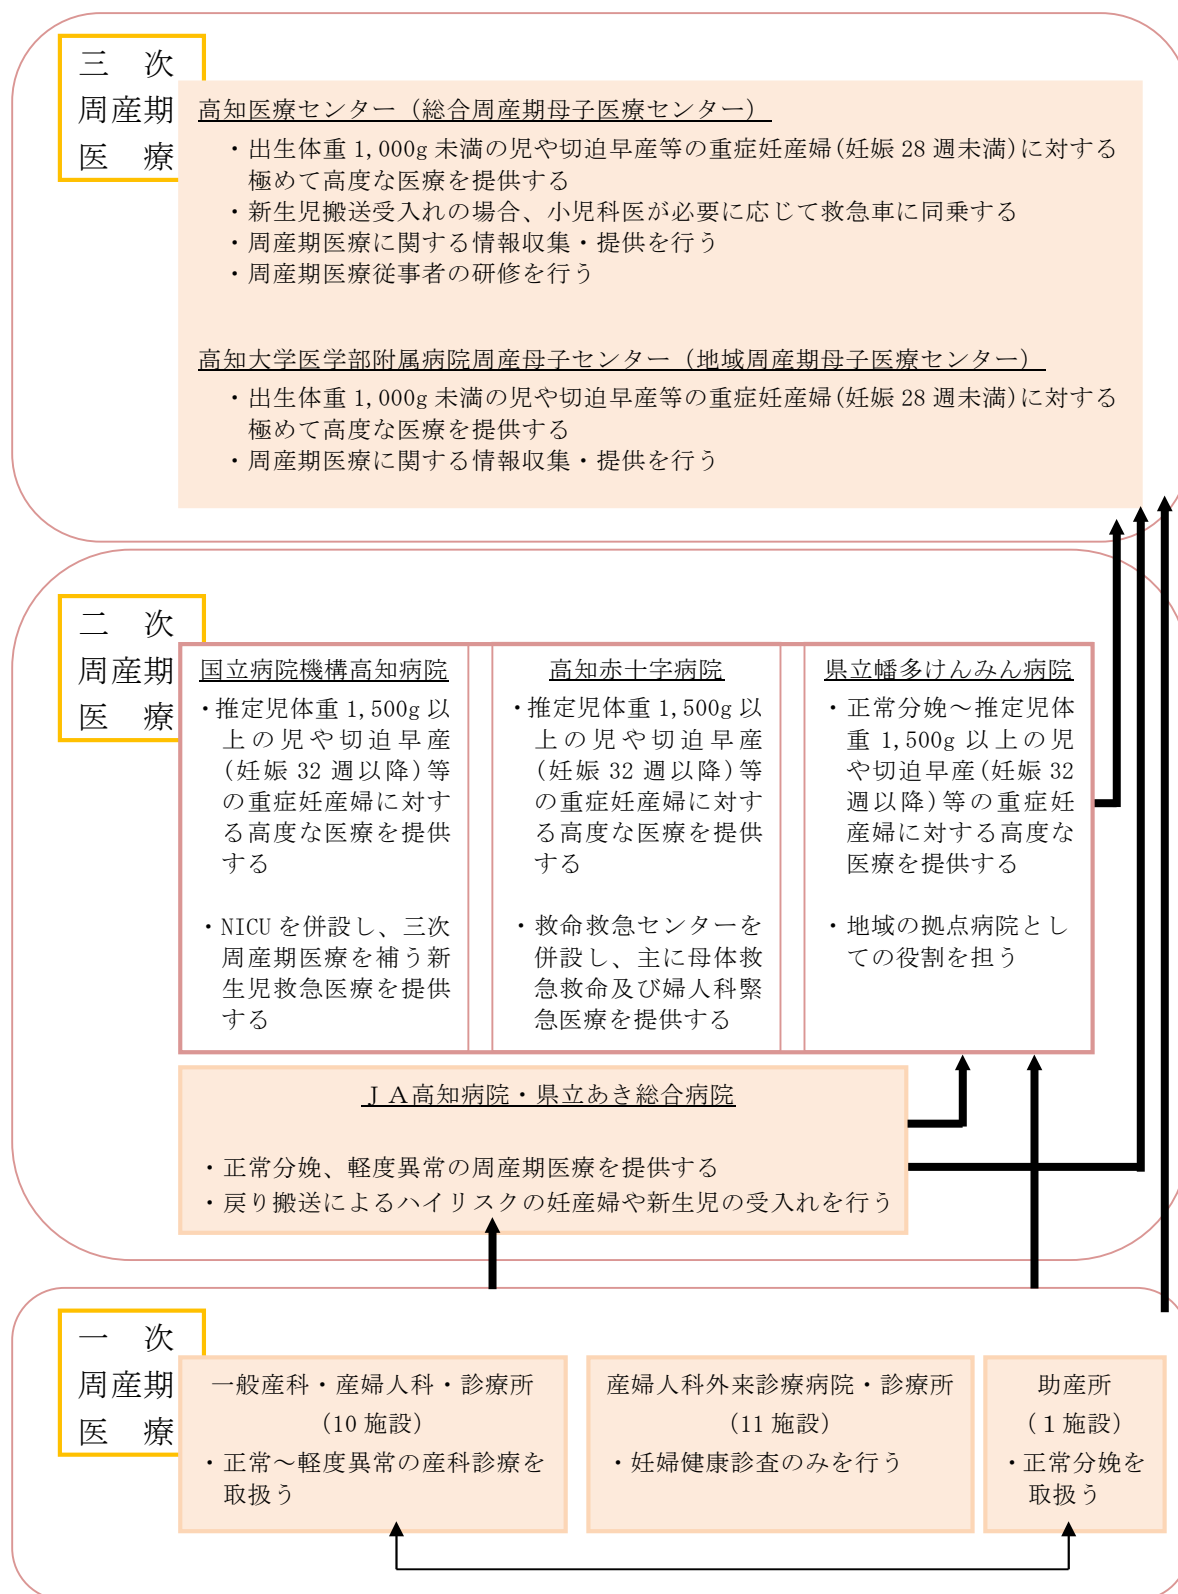 三　次
周産期
医　療
高知医療センター（総合周産期母子医療センター）
・出生体重 1,000g 未満の児や切迫早産等の重症妊産婦(妊娠 28 週未満)に対する
極めて高度な医療を提供する
・新生児搬送受入れの場合、小児科医が必要に応じて救急車に同乗する
・周産期医療に関する情報収集・提供を行う
・周産期医療従事者の研修を行う
高知大学医学部附属病院周産母子センター（地域周産期母子医療センター）
・出生体重 1,000g 未満の児や切迫早産等の重症妊産婦(妊娠 28 週未満)に対する
極めて高度な医療を提供する
・周産期医療に関する情報収集・提供を行う
二　次
周産期
医　療
国立病院機構高知病院
・推定児体重 1,500g 以
上の児や切迫早産
(妊娠 32 週以降)等
の重症妊産婦に対す
る高度な医療を提供
する
・NICU を併設し、三次
周産期医療を補う新
生児救急医療を提供
する
高知赤十字病院
・推定児体重 1,500g 以
上の児や切迫早産
(妊娠 32 週以降)等
の重症妊産婦に対す
る高度な医療を提供
する
・救命救急センターを
併設し、主に母体救
急救命及び婦人科緊
急医療を提供する
県立幡多けんみん病院
・正常分娩～推定児体
重 1,500g 以上の児
や切迫早産(妊娠 32
週以降)等の重症妊
産婦に対する高度な
医療を提供する
・地域の拠点病院とし
ての役割を担う
ＪＡ高知病院・県立あき総合病院
・正常分娩、軽度異常の周産期医療を提供する
・戻り搬送によるハイリスクの妊産婦や新生児の受入れを行う
一　次
周産期
医　療
一般産科・産婦人科・診療所
（10 施設）
・正常～軽度異常の産科診療を
取扱う
産婦人科外来診療病院・診療所
（11 施設）
・妊婦健康診査のみを行う
助産所
（１施設）
・正常分娩を
取扱う